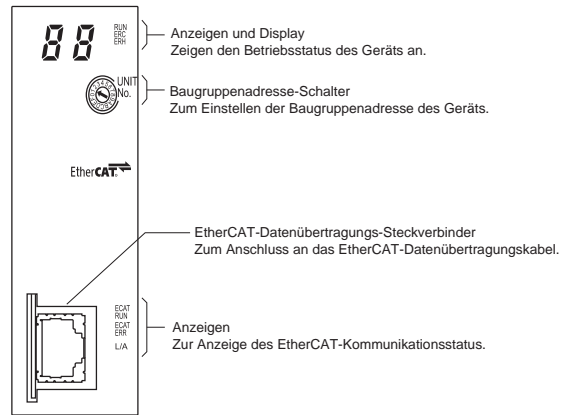 88
RUN
ERC
ERH
Anzeigen und Display
Zeigen den Betriebsstatus des Geräts an.
UNIT
No.
Baugruppenadresse-Schalter
Zum Einstellen der Baugruppenadresse des Geräts.
EtherCAT
EtherCAT-Datenübertragungs-Steckverbinder
Zum Anschluss an das EtherCAT-Datenübertragungskabel.
ECAT
RUN
ECAT
ERR
L/A
Anzeigen
Zur Anzeige des EtherCAT-Kommunikationsstatus.